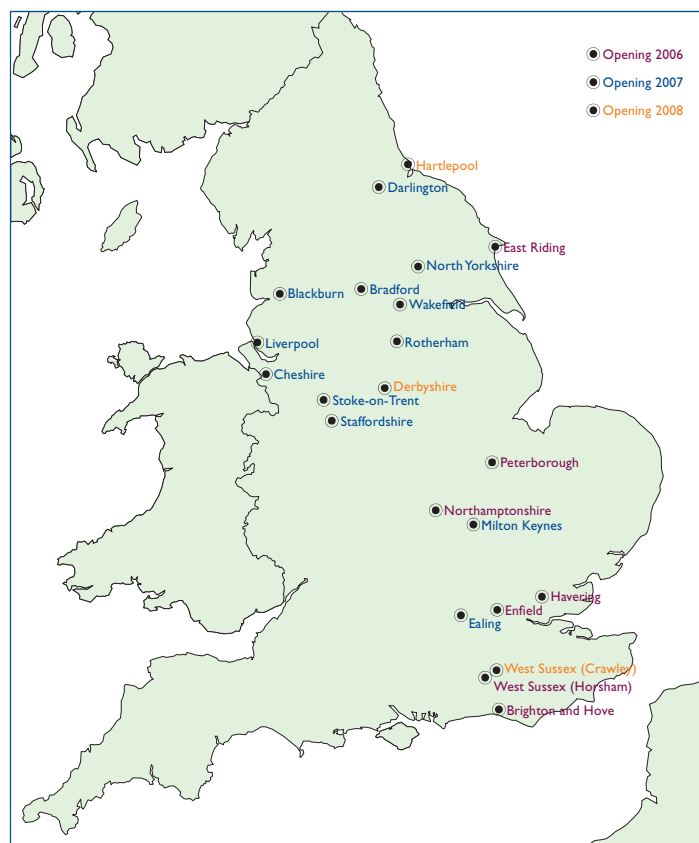 Opening 2006
Opening 2007
Opening 2008
Hartlepool
Darlington
East Riding
North Yorkshire
Bradford
Blackburn
Wakefield
Liverpool
Rotherham
Cheshire
Derbyshire
Stoke-on-Trent
Staffordshire
Peterborough
Northamptonshire
Milton Keynes
Havering
Enfield
Ealing
West Sussex (Crawley)
West Sussex (Horsham)
Brighton and Hove